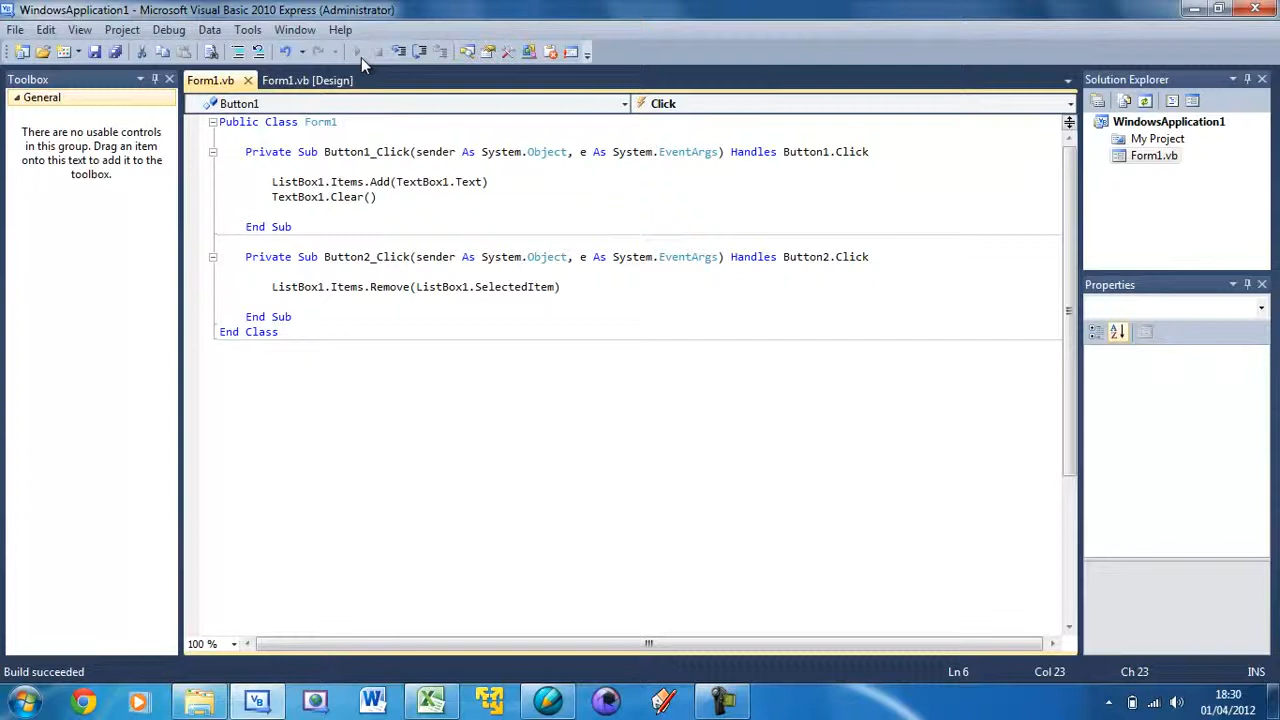 WindowsApplication1 - Microsoft Visual Basic 2010 Express (Administrator)
File Edit View Project Debug Data Tools Window Help
Toolbox
General
There are no usable controls
in this group. Drag an item
onto this text to add it to the
toolbox.
Form1.vb
Form1.vb [Design]
Button1
Click
Public Class Form1
Private Sub Button1_Click(sender As System.Object, e As System.EventArgs) Handles Button1.Click
ListBox1.Items.Add(TextBox1.Text)
TextBox1.Clear()
End Sub
Private Sub Button2_Click(sender As System.Object, e As System.EventArgs) Handles Button2.Click
ListBox1.Items.Remove(ListBox1.SelectedItem)
End Sub
End Class
100 %
Solution Explorer
WindowsApplication1
My Project
Form1.vb
Properties
Build succeeded
Ln 6
Col 23
Ch 23
INS
18:30
01/04/2012